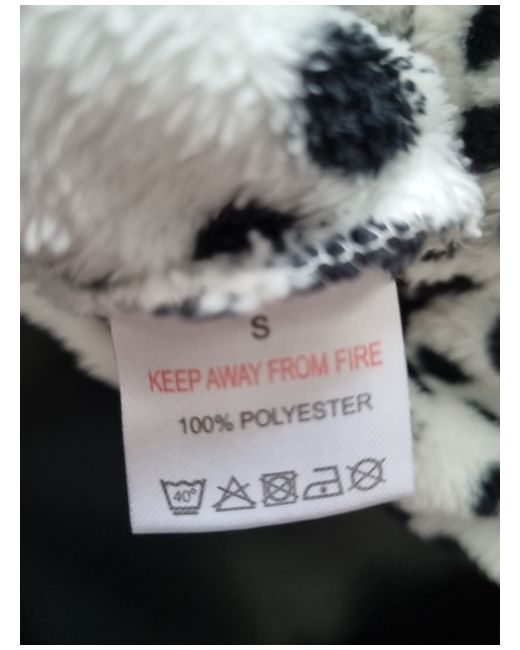 S
KEEP AWAY FROM FIRE
100% POLYESTER
40°